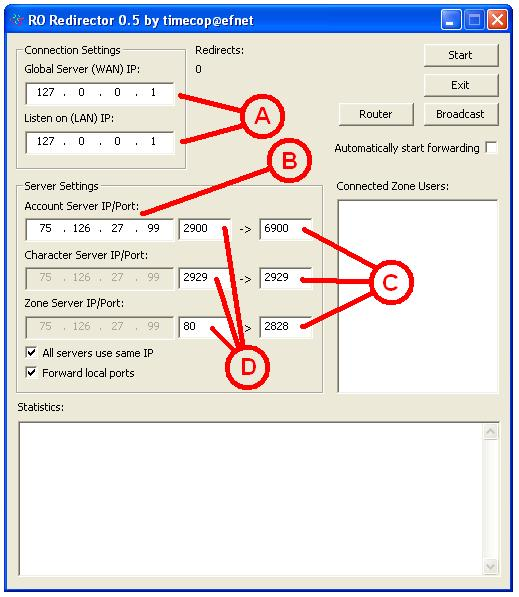 RO Redirector 0.5 by timecop@efnet
Connection Settings
Redirects:
Start
Global Server (WAN) IP:
0
127 . 0 . 0 . 1
Exit
A
Listen on (LAN) IP:
Router
Broadcast
127 . 0 . 0 . 1
Automatically start forwarding
B
Server Settings
Connected Zone Users:
Account Server IP/Port:
75 . 126 . 27 . 99
2900
->
6900
Character Server IP/Port:
75 . 126 . 27 . 99
2929
->
2929
C
Zone Server IP/Port:
75 . 126 . 27 . 99
80
->
2828
All servers use same IP
D
Forward local ports
Statistics: